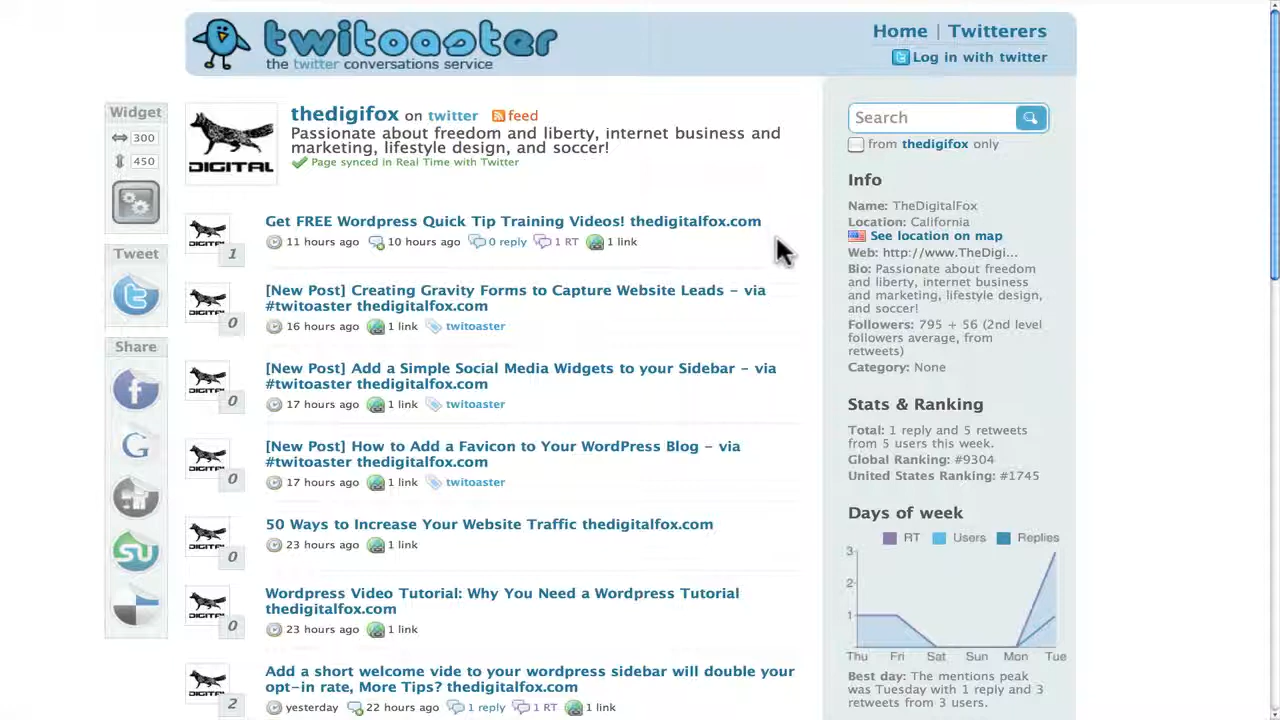 twitoaster
the twitter conversations service
Home | Twitterers
Log in with twitter
Widget
300
450
Tweet
Share
G
SU
DIGITAL
thedigifox on twitter feed
Passionate about freedom and liberty, internet business and
marketing, lifestyle design, and soccer!
Page synced in Real Time with Twitter
DIGITAL
1
Get FREE Wordpress Quick Tip Training Videos! thedigitalfox.com
11 hours ago 10 hours ago 0 reply 1 RT 1 link
DIGITAL
0
[New Post] Creating Gravity Forms to Capture Website Leads – via
#twitoaster thedigitalfox.com
16 hours ago 1 link twitoaster
DIGITAL
0
[New Post] Add a Simple Social Media Widgets to your Sidebar – via
#twitoaster thedigitalfox.com
17 hours ago 1 link twitoaster
DIGITAL
0
[New Post] How to Add a Favicon to Your WordPress Blog – via
#twitoaster thedigitalfox.com
17 hours ago 1 link twitoaster
DIGITAL
0
50 Ways to Increase Your Website Traffic thedigitalfox.com
23 hours ago 1 link
DIGITAL
0
Wordpress Video Tutorial: Why You Need a Wordpress Tutorial
thedigitalfox.com
23 hours ago 1 link
DIGITAL
2
Add a short welcome vide to your wordpress sidebar will double your
opt-in rate, More Tips? thedigitalfox.com
yesterday 22 hours ago 1 reply 1 RT 1 link
Search
from thedigifox only
Info
Name: TheDigitalFox
Location: California
See location on map
Web: http://www.TheDigi...
Bio: Passionate about freedom
and liberty, internet business
and marketing, lifestyle design,
and soccer!
Followers: 795 + 56 (2nd level
followers average, from
retweets)
Category: None
Stats & Ranking
Total: 1 reply and 5 retweets
from 5 users this week.
Global Ranking: #9304
United States Ranking: #1745
Days of week
RT Users Replies
3
2
1
Thu Fri Sat Sun Mon Tue
Best day: The mentions peak
was Tuesday with 1 reply and 3
retweets from 3 users.